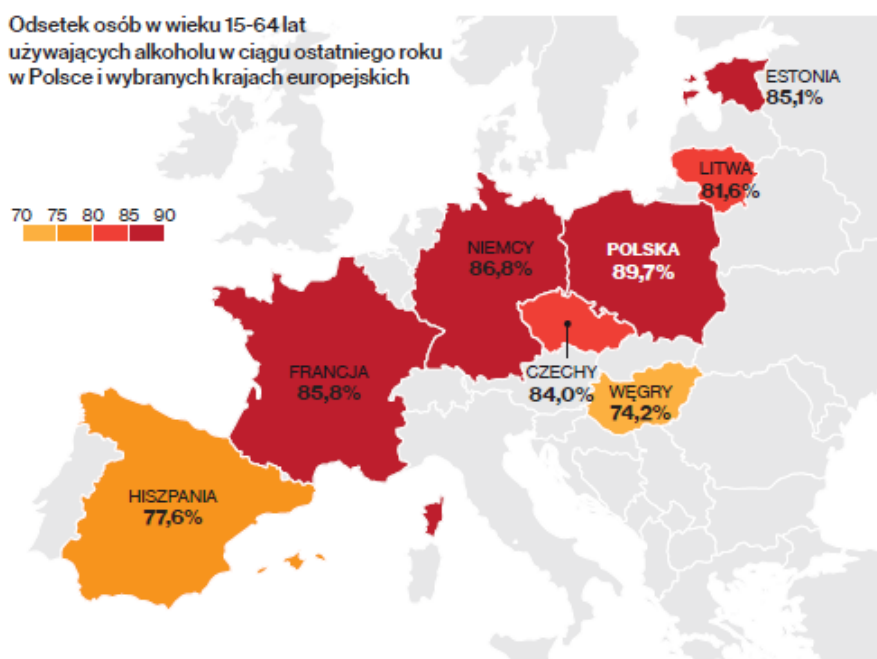 Odsetek osób w wieku 15-64 lat
używających alkoholu w ciągu ostatniego roku
w Polsce i wybranych krajach europejskich
70 75 80 85 90
ESTONIA
85,1%
LITWA
81,6%
NIEMCY
86,8%
POLSKA
89,7%
FRANCJA
85,8%
CZECHY
84,0%
WĘGRY
74,2%
HISZPANIA
77,6%